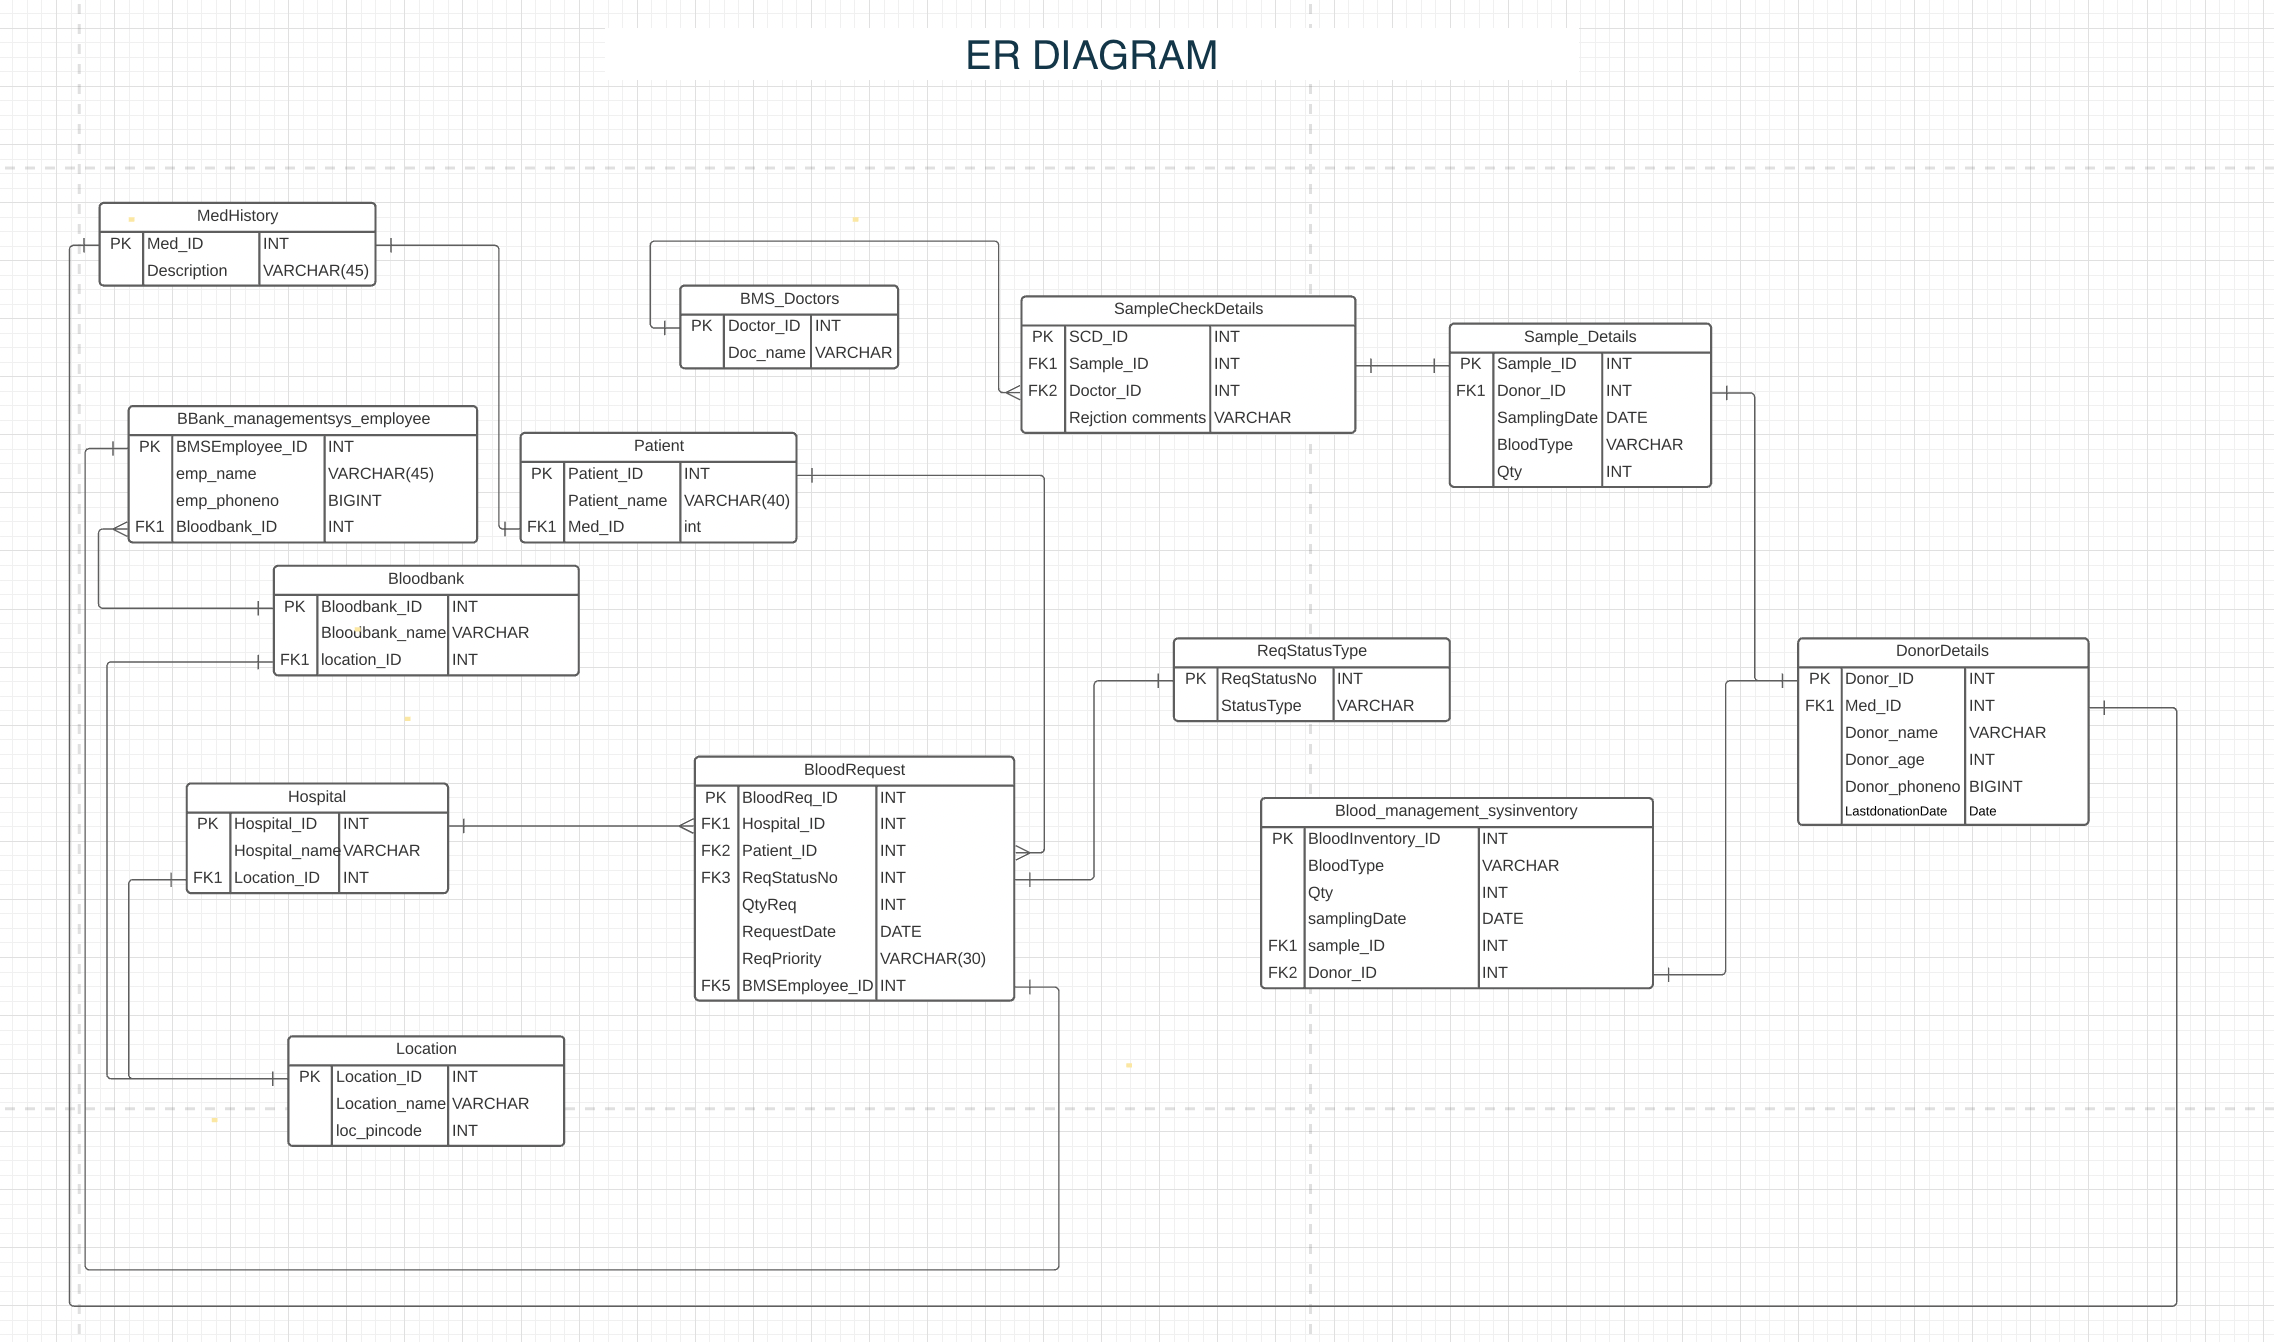 ER DIAGRAM
MedHistory
PK Med_ID INT
Description VARCHAR(45)
BMS_Doctors
PK Doctor_ID INT
Doc_name VARCHAR
SampleCheckDetails
PK SCD_ID INT
FK1 Sample_ID INT
FK2 Doctor_ID INT
Rejction comments VARCHAR
Sample_Details
PK Sample_ID INT
FK1 Donor_ID INT
SamplingDate DATE
BloodType VARCHAR
Qty INT
BBank_managementsys_employee
PK BMSEmployee_ID INT
emp_name VARCHAR(45)
emp_phoneno BIGINT
FK1 Bloodbank_ID INT
Patient
PK Patient_ID INT
Patient_name VARCHAR(40)
FK1 Med_ID int
Bloodbank
PK Bloodbank_ID INT
Bloodbank_name VARCHAR
FK1 location_ID INT
ReqStatusType
PK ReqStatusNo INT
StatusType VARCHAR
DonorDetails
PK Donor_ID INT
FK1 Med_ID INT
Donor_name VARCHAR
Donor_age INT
Donor_phoneno BIGINT
LastdonationDate Date
Hospital
PK Hospital_ID INT
Hospital_name VARCHAR
FK1 Location_ID INT
BloodRequest
PK BloodReq_ID INT
FK1 Hospital_ID INT
FK2 Patient_ID INT
FK3 ReqStatusNo INT
QtyReq INT
RequestDate DATE
ReqPriority VARCHAR(30)
FK5 BMSEmployee_ID INT
Blood_management_sysinventory
PK BloodInventory_ID INT
BloodType VARCHAR
Qty INT
samplingDate DATE
FK1 sample_ID INT
FK2 Donor_ID INT
Location
PK Location_ID INT
Location_name VARCHAR
loc_pincode INT